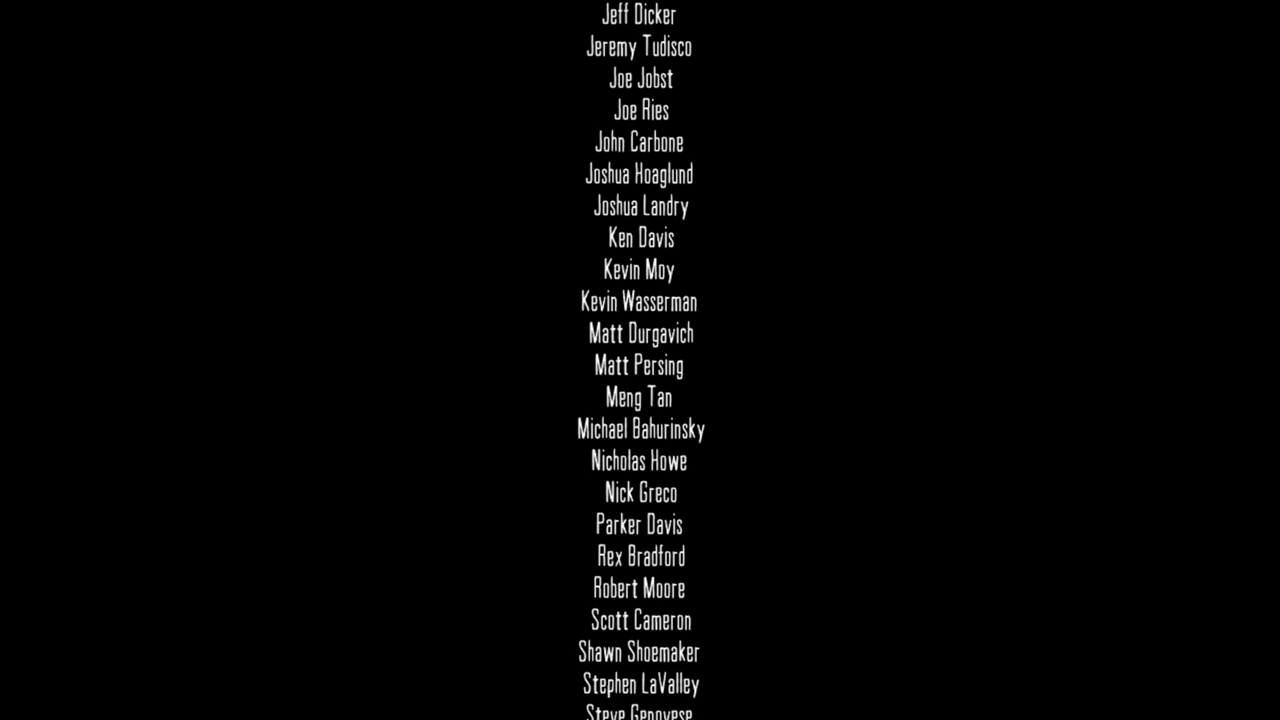 Jeff Dicker
Jeremy Tudisco
Joe Jobst
Joe Ries
John Carbone
Joshua Hoaglund
Joshua Landry
Ken Davis
Kevin Moy
Kevin Wasserman
Matt Durgavich
Matt Persing
Meng Tan
Michael Bahurinsky
Nicholas Howe
Nick Greco
Parker Davis
Rex Bradford
Robert Moore
Scott Cameron
Shawn Shoemaker
Stephen LaValley
Steve Genovese